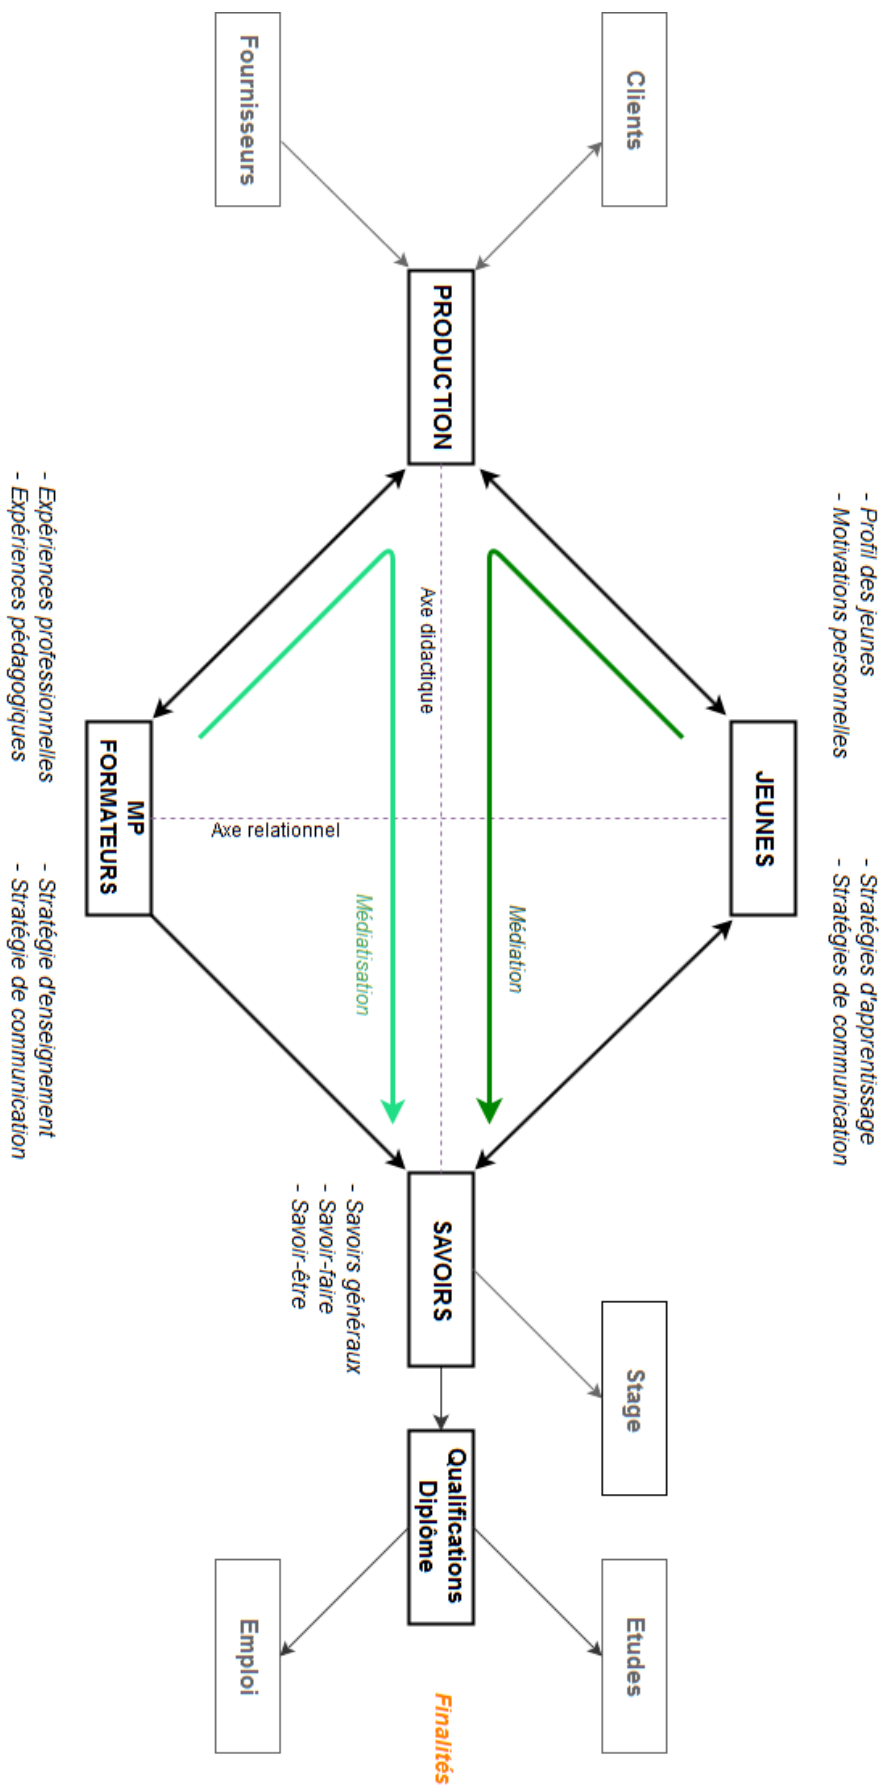 - Profil des jeunes
- Motivations personnelles
- Stratégies d'apprentissage
- Stratégies de communication
Clients
JEUNES
Stage
Etudes
Médiation
PRODUCTION
Axe didactique
SAVOIRS
Qualifications
Diplôme
Finalités
Axe relationnel
Médiatisation
- Savoirs généraux
- Savoir-faire
- Savoir-être
Fournisseurs
MP
FORMATEURS
Emploi
- Expériences professionnelles
- Expériences pédagogiques
- Stratégie d'enseignement
- Stratégie de communication